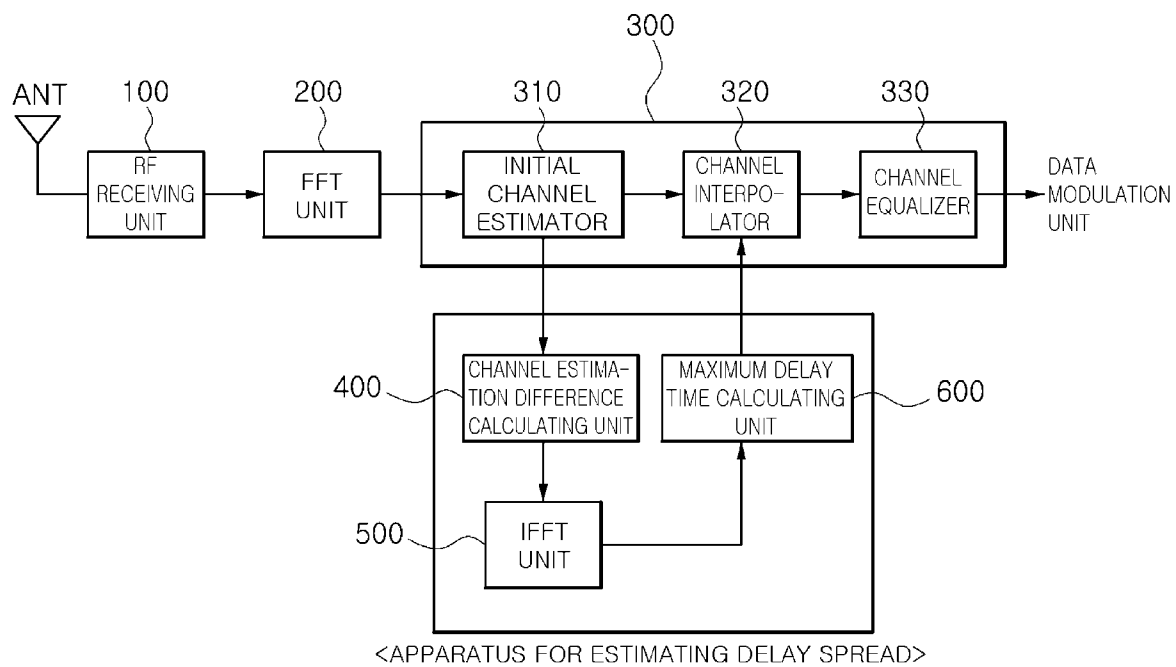 300
ANT
100
200
310
320
330
RF
RECEIVING
UNIT
FFT
UNIT
INITIAL
CHANNEL
ESTIMATOR
CHANNEL
INTERPO-
LATOR
CHANNEL
EQUALIZER
DATA
MODULATION
UNIT
400
CHANNEL ESTIMA-
TION DIFFERENCE
CALCULATING UNIT
MAXIMUM DELAY
TIME CALCULATING
UNIT
600
500
IFFT
UNIT
<APPARATUS FOR ESTIMATING DELAY SPREAD>